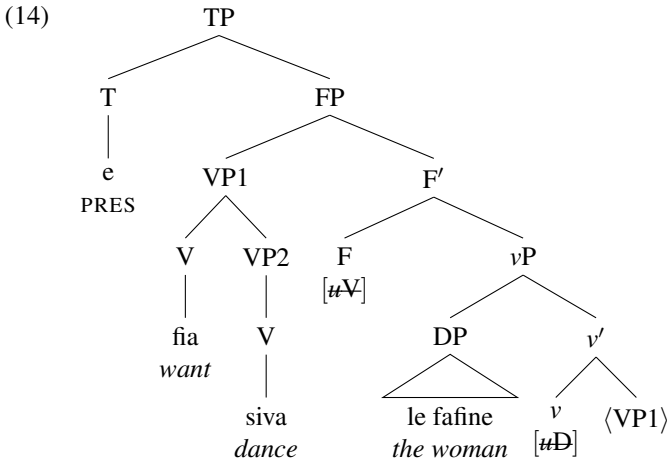 (14) TP
T FP
e VP1 F′
PRES
V VP2 F vP
[uV]
fia V DP v′
want
siva le fafine v ⟨VP1⟩
dance the woman [uD]